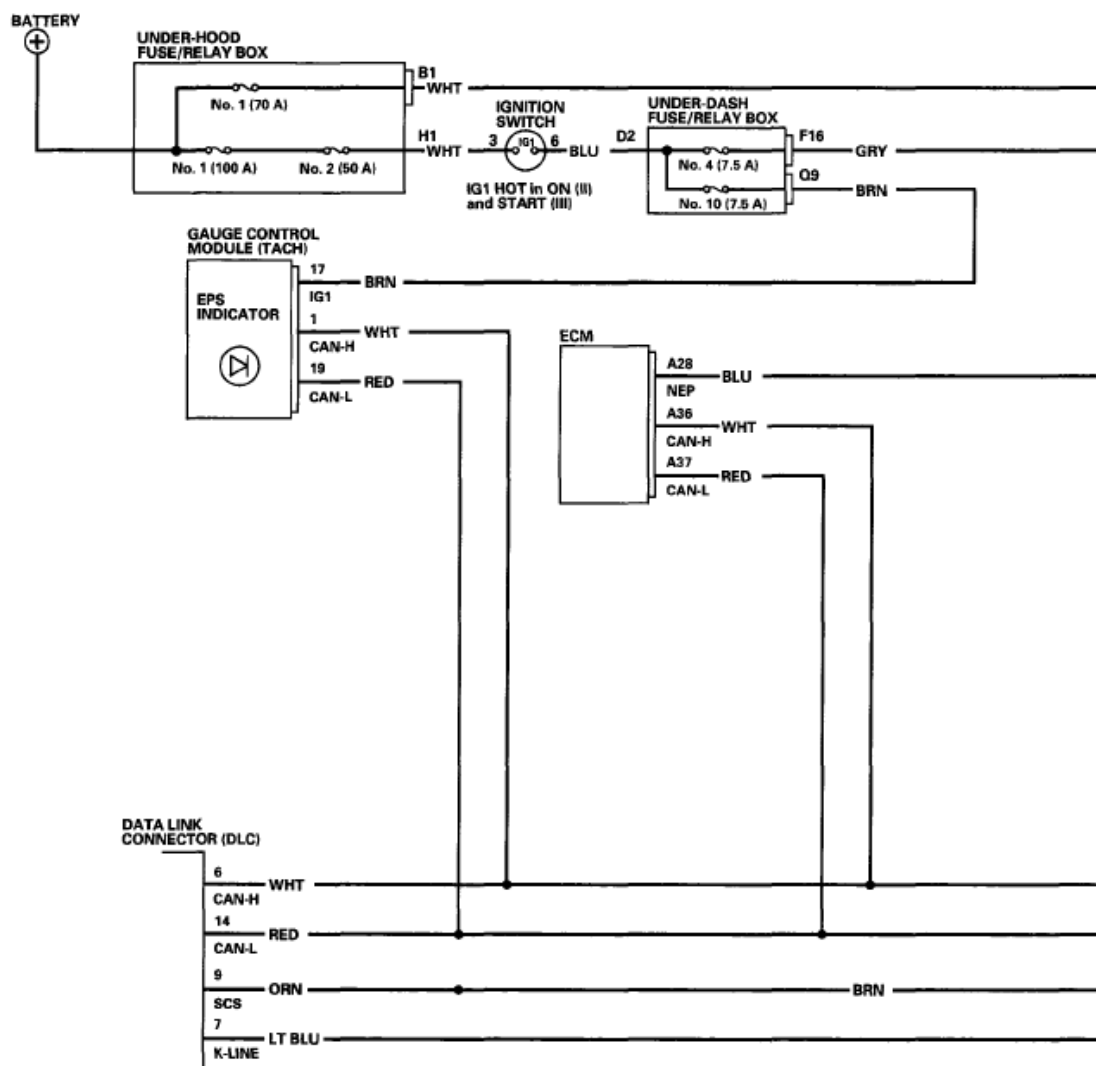 BATTERY
UNDER-HOOD
FUSE/RELAY BOX
No. 1 (70 A)
B1
WHT
No. 1 (100 A)
No. 2 (50 A)
H1
WHT
IGNITION
SWITCH
3
IG1
6
BLU
IG1 HOT in ON (II)
and START (III)
D2
UNDER-DASH
FUSE/RELAY BOX
No. 4 (7.5 A)
F16
GRY
No. 10 (7.5 A)
O9
BRN
GAUGE CONTROL
MODULE (TACH)
EPS
INDICATOR
17
BRN
IG1
1
WHT
CAN-H
19
RED
CAN-L
ECM
A28
BLU
NEP
A36
WHT
CAN-H
A37
RED
CAN-L
DATA LINK
CONNECTOR (DLC)
6
WHT
CAN-H
14
RED
CAN-L
9
ORN
BRN
SCS
7
LT BLU
K-LINE